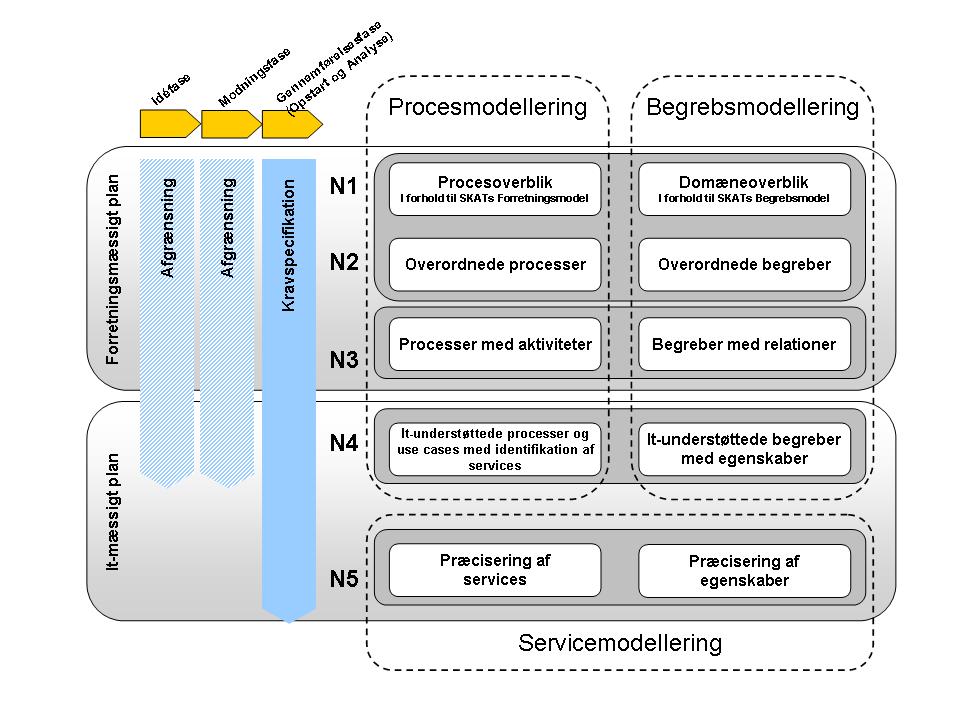 Idéfase
Modningsfase
Gennemførelsesfase
(Opstart og Analyse)
Procesmodellering
Begrebsmodellering
Forretningsmæssigt plan
Afgrænsning
Afgrænsning
Kravspecifikation
N1
Procesoverblik
I forhold til SKATs Forretningsmodel
Domæneoverblik
I forhold til SKATs Begrebsmodel
N2
Overordnede processer
Overordnede begreber
N3
Processer med aktiviteter
Begreber med relationer
It-mæssigt plan
N4
It-understøttede processer og
use cases med identifikation af
services
It-understøttede begreber
med egenskaber
N5
Præcisering af
services
Præcisering af
egenskaber
Servicemodellering